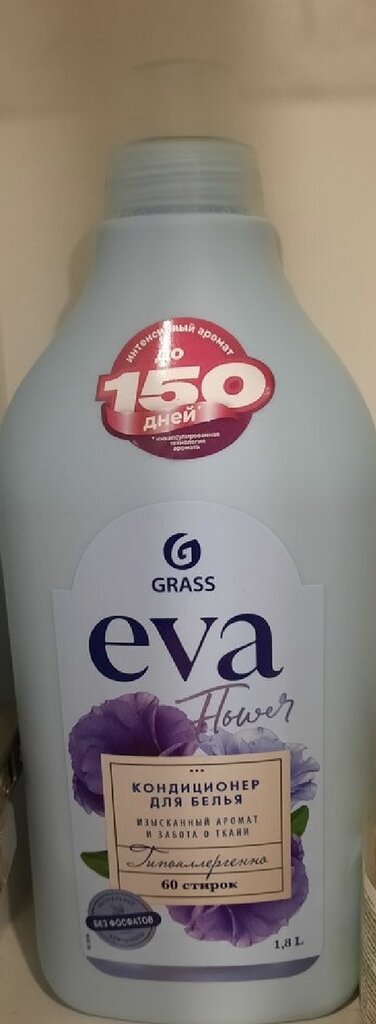 интенсивный аромат
до
150
дней*
*инкапсулированная
технология
аромата
GRASS
eva
Flower
КОНДИЦИОНЕР
ДЛЯ БЕЛЬЯ
ИЗЫСКАННЫЙ АРОМАТ
И ЗАБОТА О ТКАНИ
Гипоаллергенно
60 стирок
БЕЗ ФОСФАТОВ
1,8 L